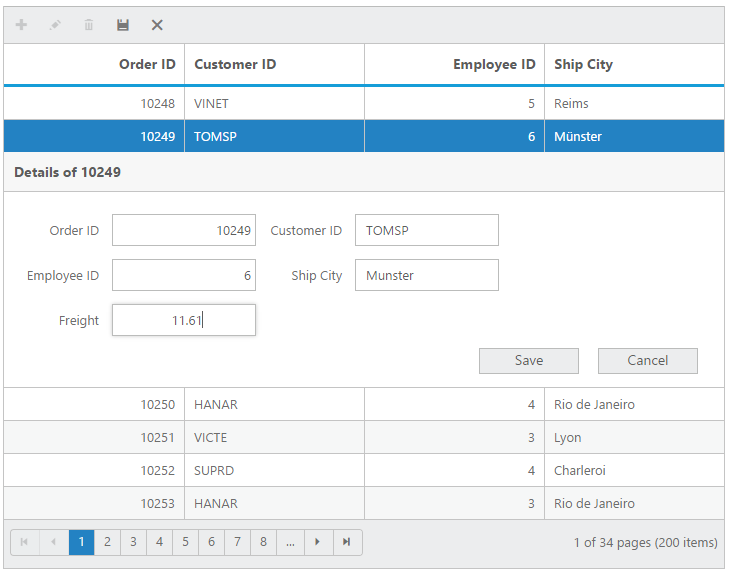 Order ID Customer ID Employee ID Ship City
10248 VINET 5 Reims
10249 TOMSP 6 Münster
Details of 10249
Order ID 10249 Customer ID TOMSP
Employee ID 6 Ship City Munster
Freight 11.61
Save Cancel
10250 HANAR 4 Rio de Janeiro
10251 VICTE 3 Lyon
10252 SUPRD 4 Charleroi
10253 HANAR 3 Rio de Janeiro
1 2 3 4 5 6 7 8 ... 1 of 34 pages (200 items)